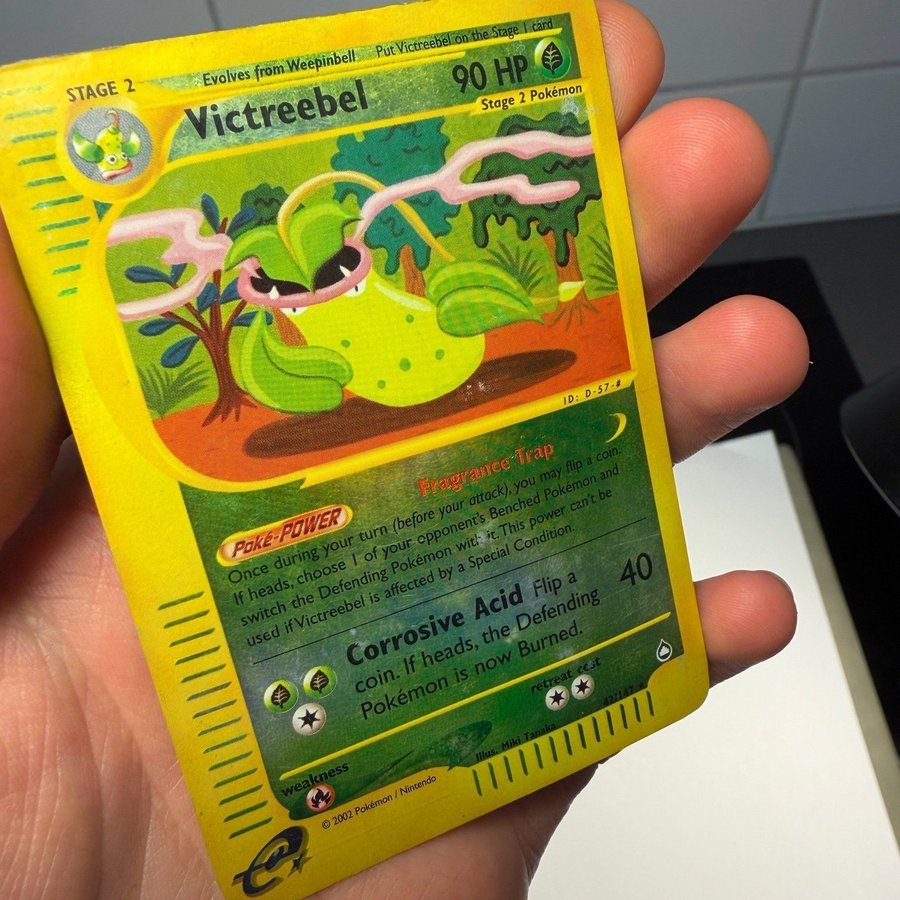 STAGE 2
Evolves from Weepinbell
Put Victreebel on the Stage 1 card
Victreebel
90 HP
Stage 2 Pokémon
ID: D-57-#
Poké-POWER
Fragrance Trap
Once during your turn (before your attack), you may flip a coin.
If heads, choose 1 of your opponent's Benched Pokémon and
switch the Defending Pokémon with it. This power can't be
used if Victreebel is affected by a Special Condition.
Corrosive Acid Flip a
40
coin. If heads, the Defending
Pokémon is now Burned.
weakness
retreat cost
Illus. Miki Tanaka
42/147
© 2002 Pokémon / Nintendo
e